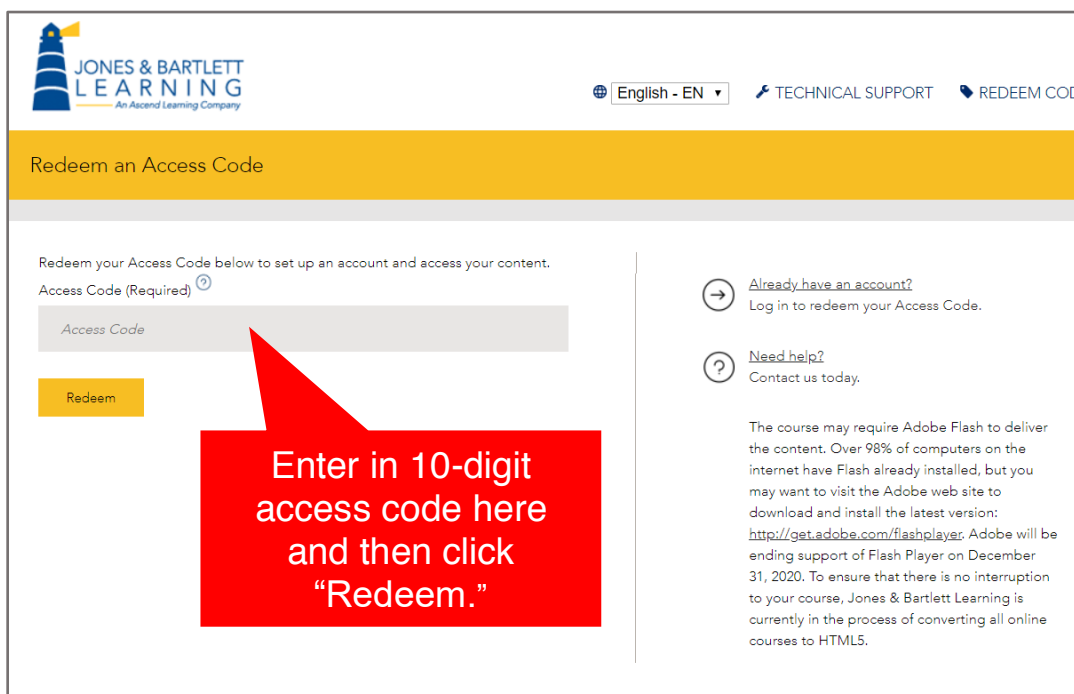 JONES & BARTLETT
LEARNING
An Ascend Learning Company
English - EN
TECHNICAL SUPPORT
REDEEM COD
Redeem an Access Code
Redeem your Access Code below to set up an account and access your content.
Access Code (Required) ?
Access Code
Redeem
Enter in 10-digit
access code here
and then click
“Redeem.”
Already have an account?
Log in to redeem your Access Code.
?
Need help?
Contact us today.
The course may require Adobe Flash to deliver
the content. Over 98% of computers on the
internet have Flash already installed, but you
may want to visit the Adobe web site to
download and install the latest version:
http://get.adobe.com/flashplayer. Adobe will be
ending support of Flash Player on December
31, 2020. To ensure that there is no interruption
to your course, Jones & Bartlett Learning is
currently in the process of converting all online
courses to HTML5.